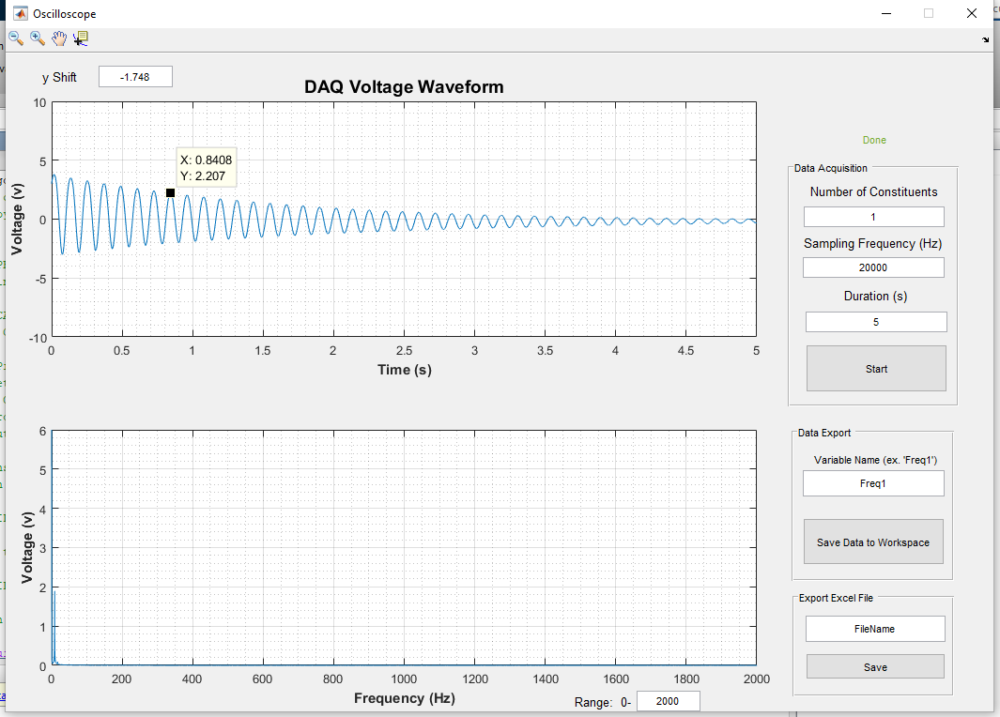 Oscilloscope
y Shift -1.748
DAQ Voltage Waveform
10
5
0
-5
-10
Voltage (v)
X: 0.8408
Y: 2.207
0 0.5 1 1.5 2 2.5 3 3.5 4 4.5 5
Time (s)
6
5
4
3
2
1
0
Voltage (v)
0 200 400 600 800 1000 1200 1400 1600 1800 2000
Frequency (Hz)
Range: 0- 2000
Done
Data Acquisition
Number of Constituents
1
Sampling Frequency (Hz)
20000
Duration (s)
5
Start
Data Export
Variable Name (ex. 'Freq1')
Freq1
Save Data to Workspace
Export Excel File
FileName
Save